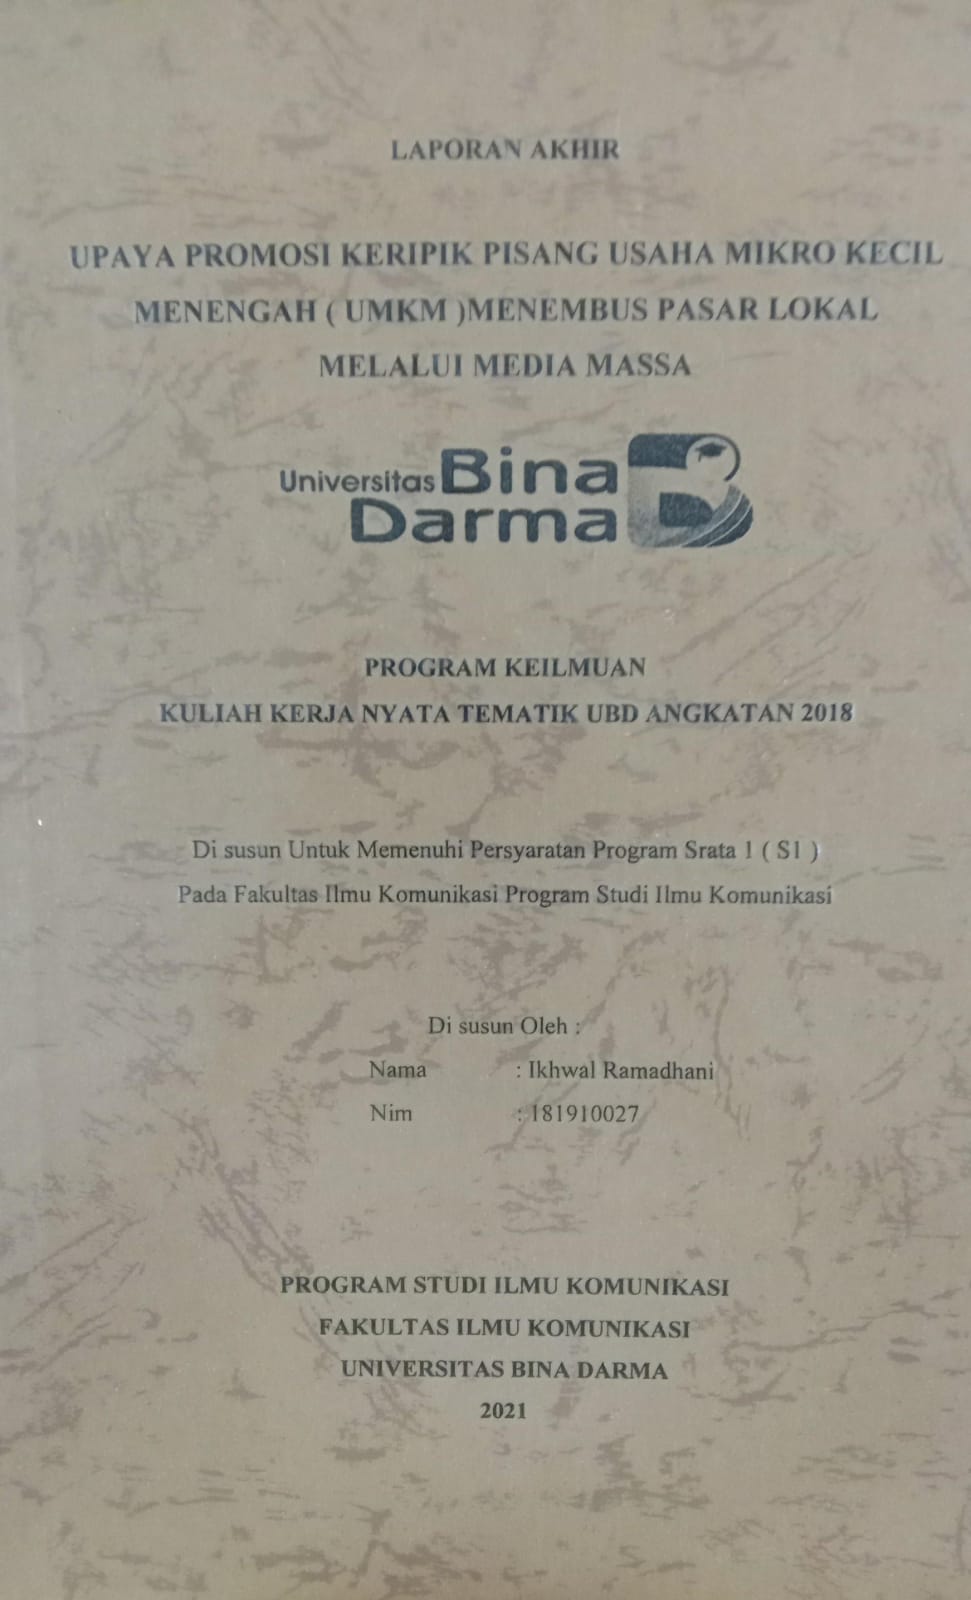 LAPORAN AKHIR
UPAYA PROMOSI KERIPIK PISANG USAHA MIKRO KECIL
MENENGAH ( UMKM )MENEMBUS PASAR LOKAL
MELALUI MEDIA MASSA
Universitas Bina
Darma
PROGRAM KEILMUAN
KULIAH KERJA NYATA TEMATIK UBD ANGKATAN 2018
Di susun Untuk Memenuhi Persyaratan Program Srata 1 ( S1 )
Pada Fakultas Ilmu Komunikasi Program Studi Ilmu Komunikasi
Di susun Oleh :
Nama : Ikhwal Ramadhani
Nim : 181910027
PROGRAM STUDI ILMU KOMUNIKASI
FAKULTAS ILMU KOMUNIKASI
UNIVERSITAS BINA DARMA
2021